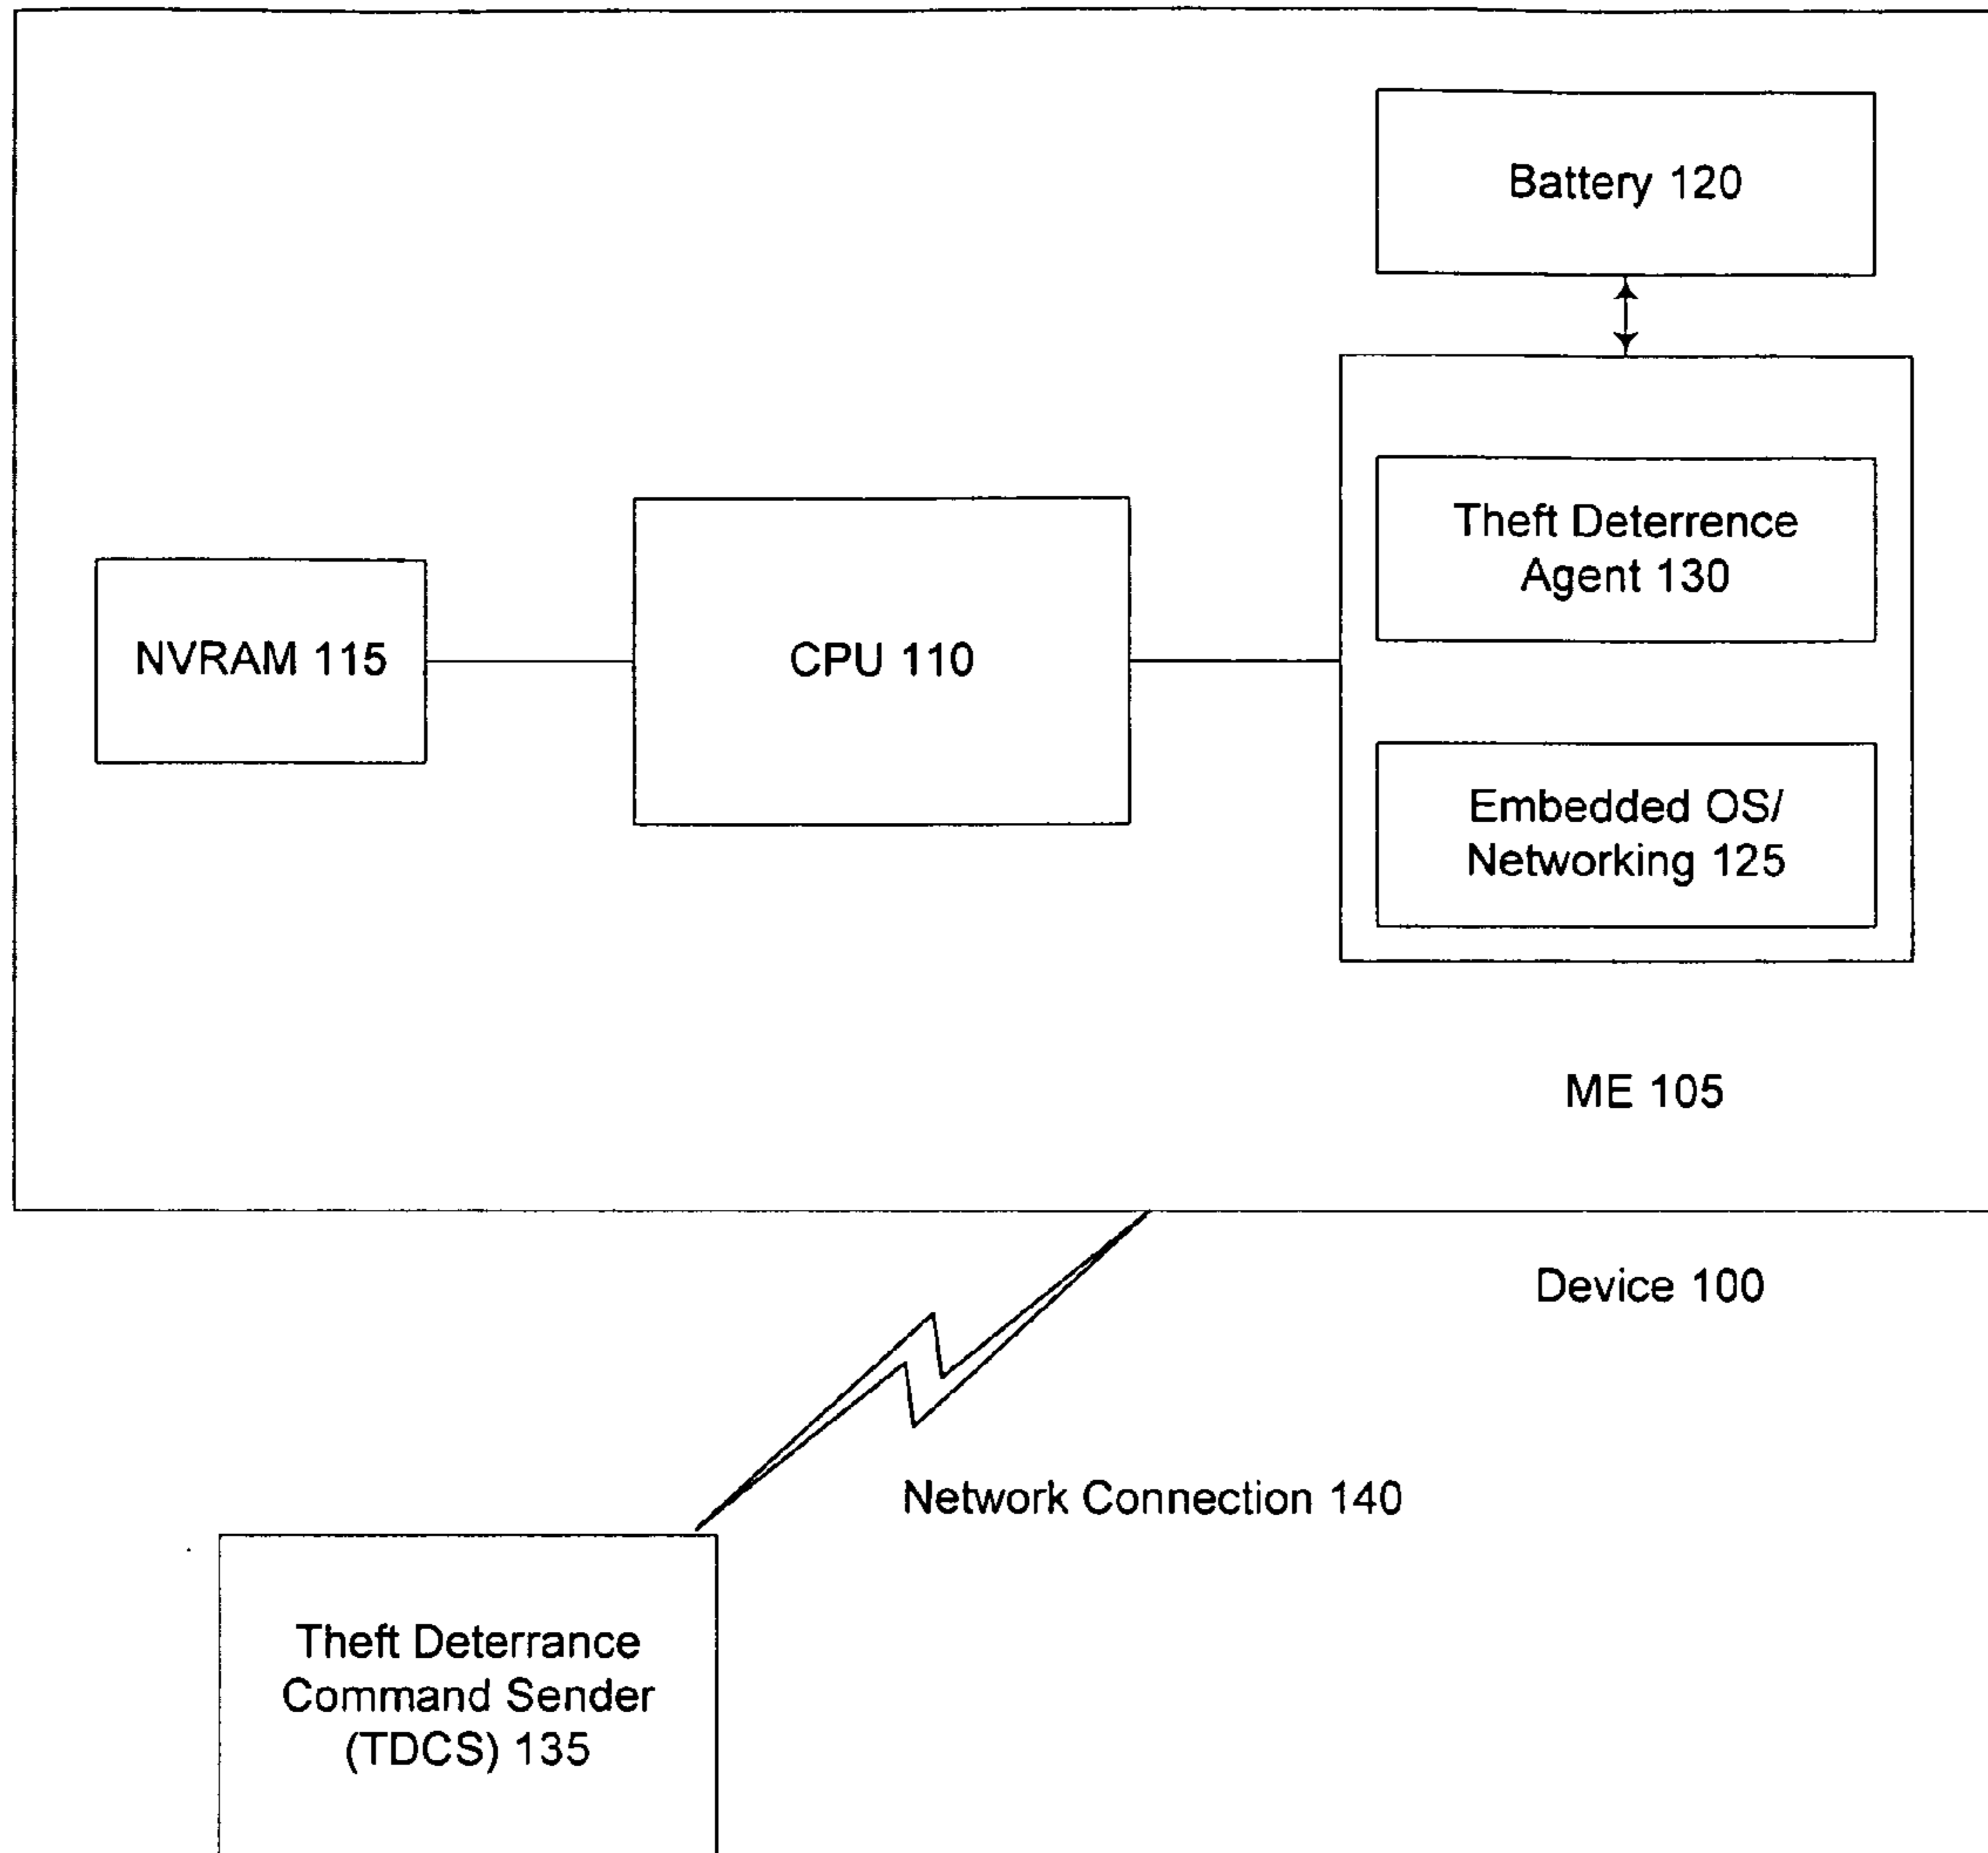 Battery 120
Theft Deterrence
Agent 130
NVRAM 115
CPU 110
Embedded OS/
Networking 125
ME 105
Device 100
Network Connection 140
Theft Deterrance
Command Sender
(TDCS) 135